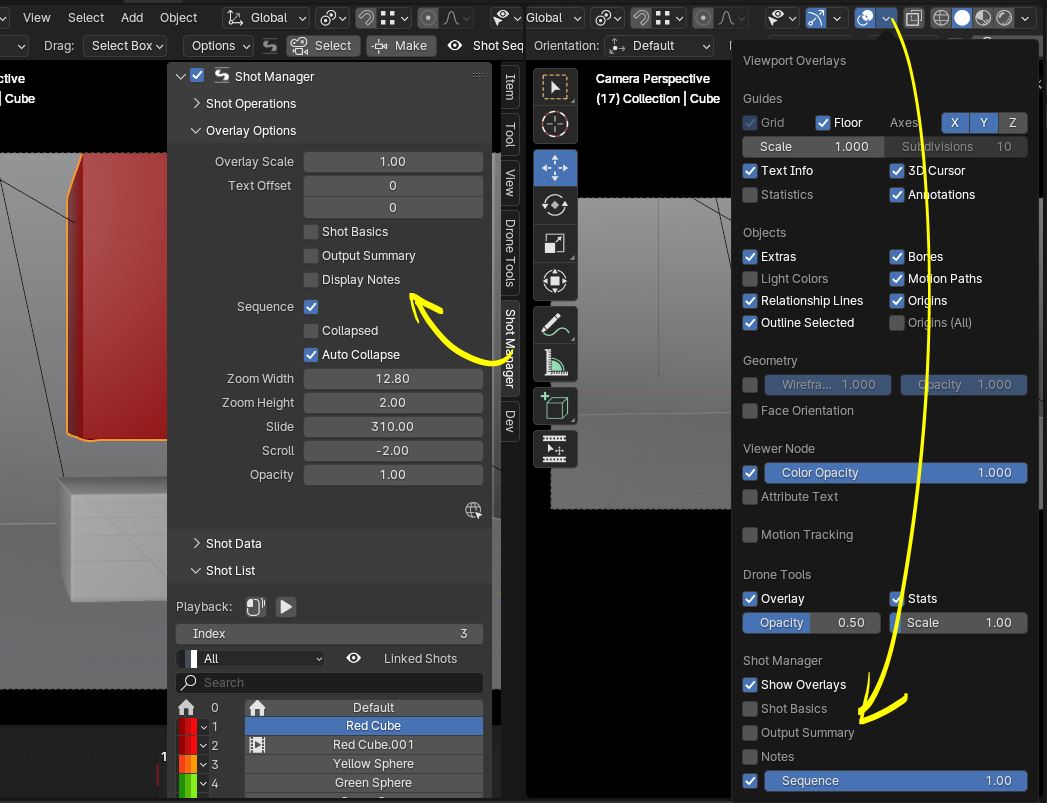 View Select Add Object Global
Drag: Select Box Options Select Make Shot Seq
ctive
| Cube
Shot Manager
Shot Operations
Overlay Options
Overlay Scale 1.00
Text Offset 0
0
Shot Basics
Output Summary
Display Notes
Sequence
Collapsed
Auto Collapse
Zoom Width 12.80
Zoom Height 2.00
Slide 310.00
Scroll -2.00
Opacity 1.00
Shot Data
Shot List
Playback:
Index 3
All Linked Shots
Search
0 Default
1 Red Cube
2 Red Cube.001
3 Yellow Sphere
4 Green Sphere
1
Item
Tool
View
Drone Tools
Shot Manager
Dev
Global
Orientation: Default
Camera Perspective
(17) Collection | Cube
Viewport Overlays
Guides
Grid Floor Axes X Y Z
Scale 1.000 Subdivisions 10
Text Info 3D Cursor
Statistics Annotations
Objects
Extras Bones
Light Colors Motion Paths
Relationship Lines Origins
Outline Selected Origins (All)
Geometry
Wirefra... 1.000 Opacity 1.000
Face Orientation
Viewer Node
Color Opacity 1.000
Attribute Text
Motion Tracking
Drone Tools
Overlay Stats
Opacity 0.50 Scale 1.00
Shot Manager
Show Overlays
Shot Basics
Output Summary
Notes
Sequence 1.00